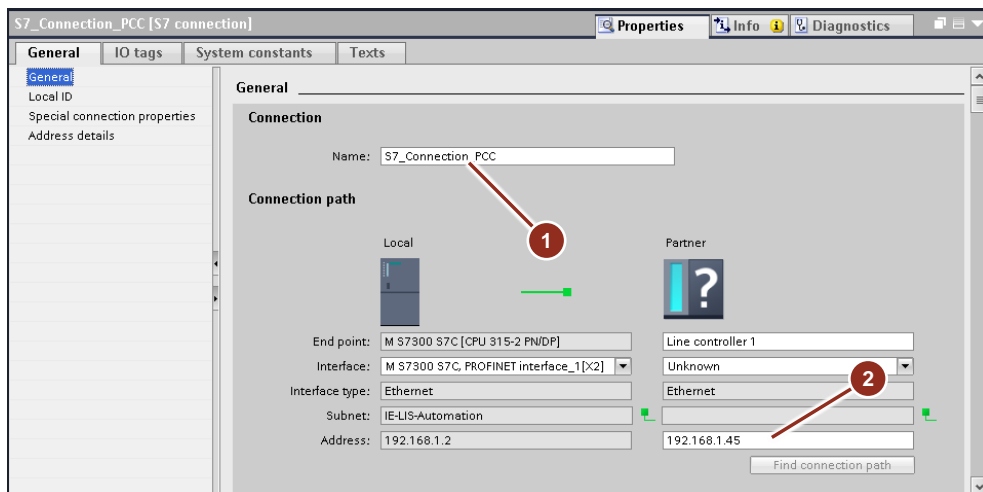 S7_Connection_PCC [S7 connection]
Properties Info Diagnostics
General IO tags System constants Texts
General
Local ID
Special connection properties
Address details
General
Connection
Name: S7_Connection_PCC
1
Connection path
Local Partner
?
End point: M S7300 S7C [CPU 315-2 PN/DP] Line controller 1
Interface: M S7300 S7C, PROFINET interface_1[X2] Unknown
2
Interface type: Ethernet Ethernet
Subnet: IE-LIS-Automation
Address: 192.168.1.2 192.168.1.45
Find connection path